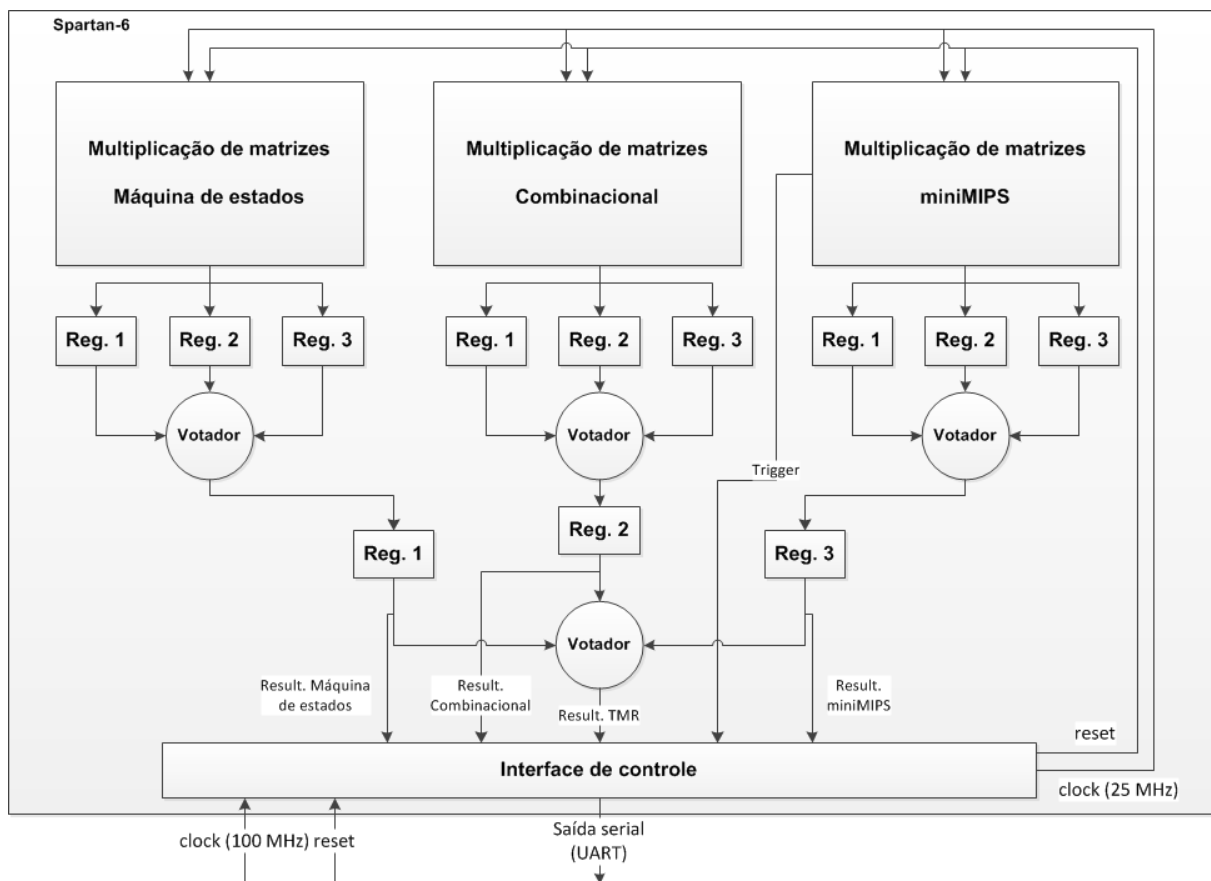 Spartan-6
Multiplicação de matrizes
Máquina de estados
Multiplicação de matrizes
Combinacional
Multiplicação de matrizes
miniMIPS
Reg. 1
Reg. 2
Reg. 3
Reg. 1
Reg. 2
Reg. 3
Reg. 1
Reg. 2
Reg. 3
Votador
Votador
Votador
Trigger
Reg. 1
Reg. 2
Reg. 3
Votador
Result. Máquina
de estados
Result.
Combinacional
Result. TMR
Result.
miniMIPS
reset
Interface de controle
clock (25 MHz)
clock (100 MHz)
reset
Saída serial
(UART)